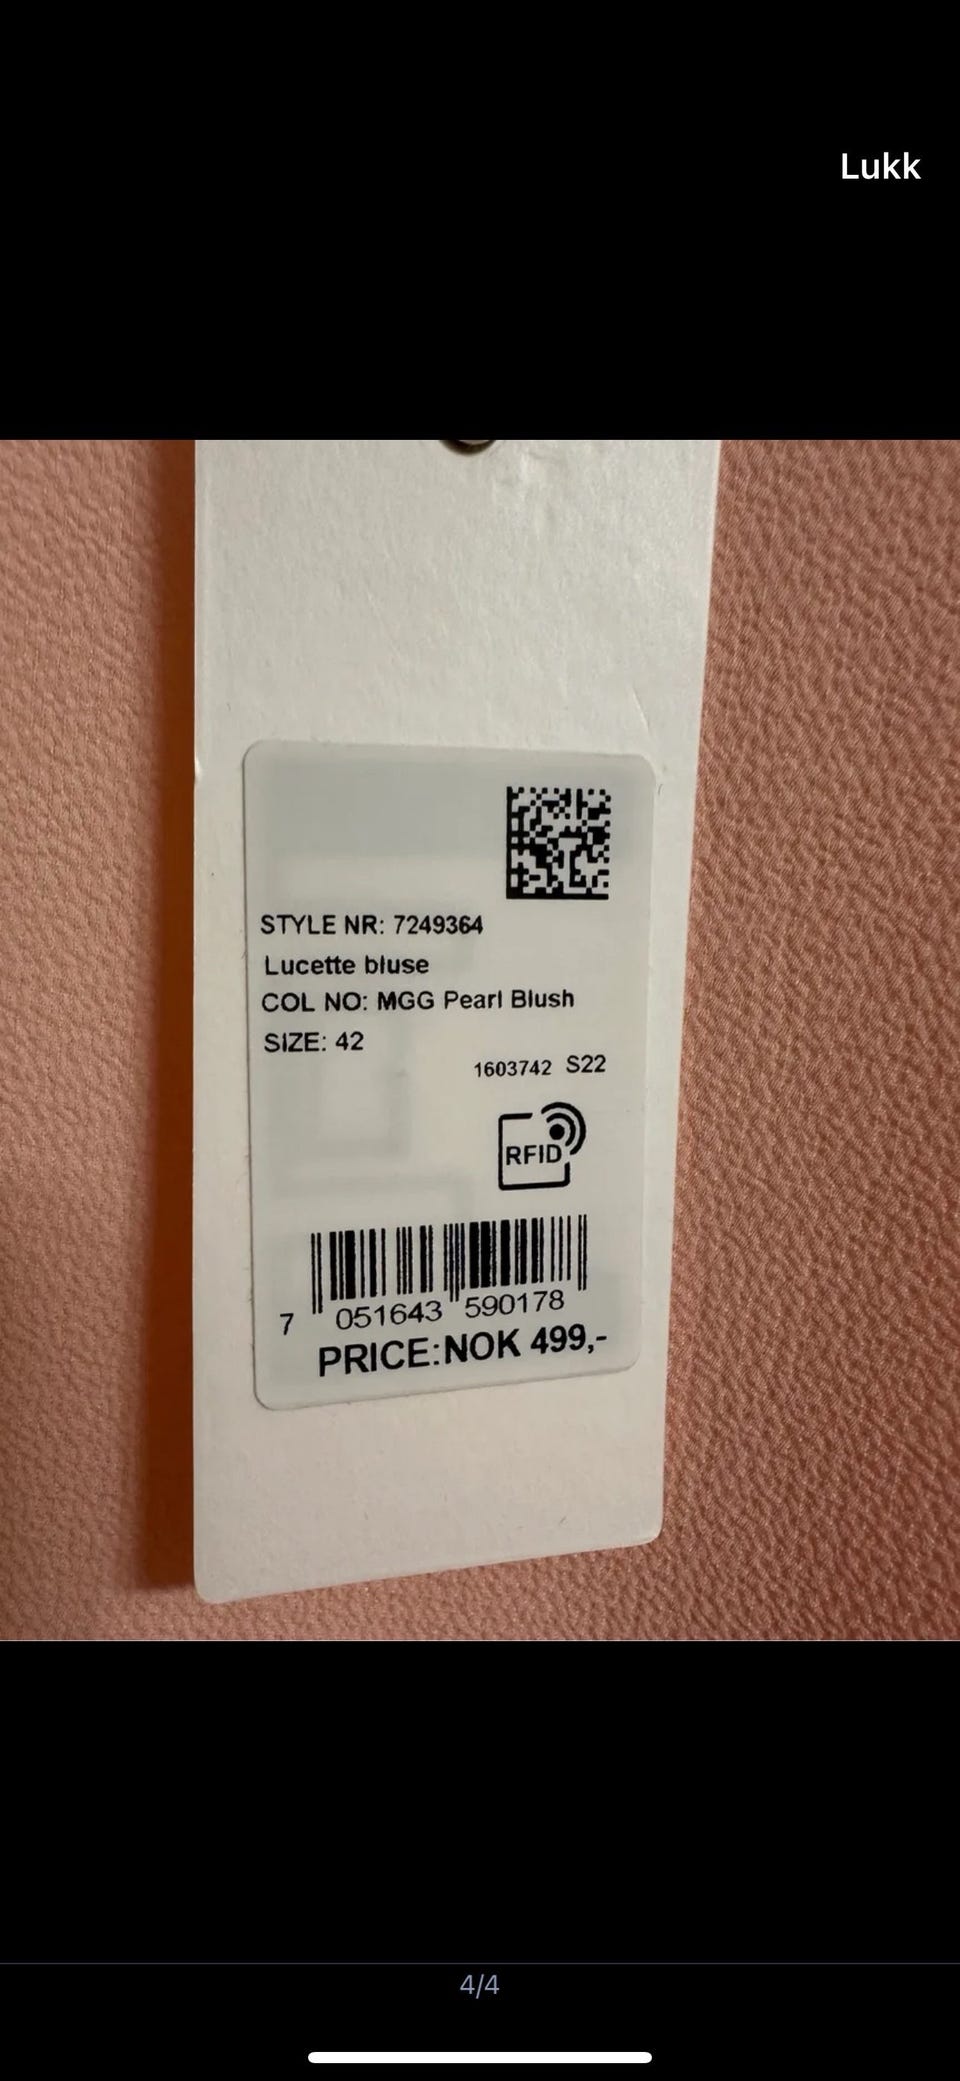 Lukk
STYLE NR: 7249364
Lucette bluse
COL NO: MGG Pearl Blush
SIZE: 42
1603742 S22
RFID
7 051643 590178
PRICE:NOK 499,-
4/4